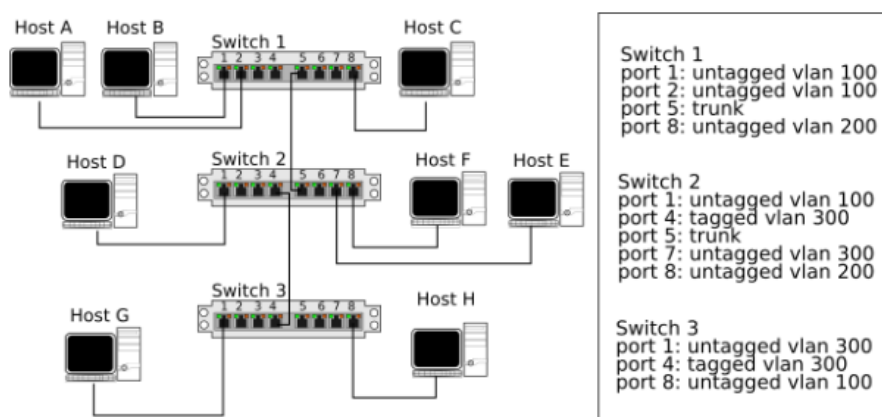 Host A
Host B
Switch 1
Host C
1 2 3 4 5 6 7 8
Host D
Switch 2
Host F
Host E
1 2 3 4 5 6 7 8
Host G
Switch 3
Host H
1 2 3 4 5 6 7 8
Switch 1
port 1: untagged vlan 100
port 2: untagged vlan 100
port 5: trunk
port 8: untagged vlan 200
Switch 2
port 1: untagged vlan 100
port 4: tagged vlan 300
port 5: trunk
port 7: untagged vlan 300
port 8: untagged vlan 200
Switch 3
port 1: untagged vlan 300
port 4: tagged vlan 300
port 8: untagged vlan 100